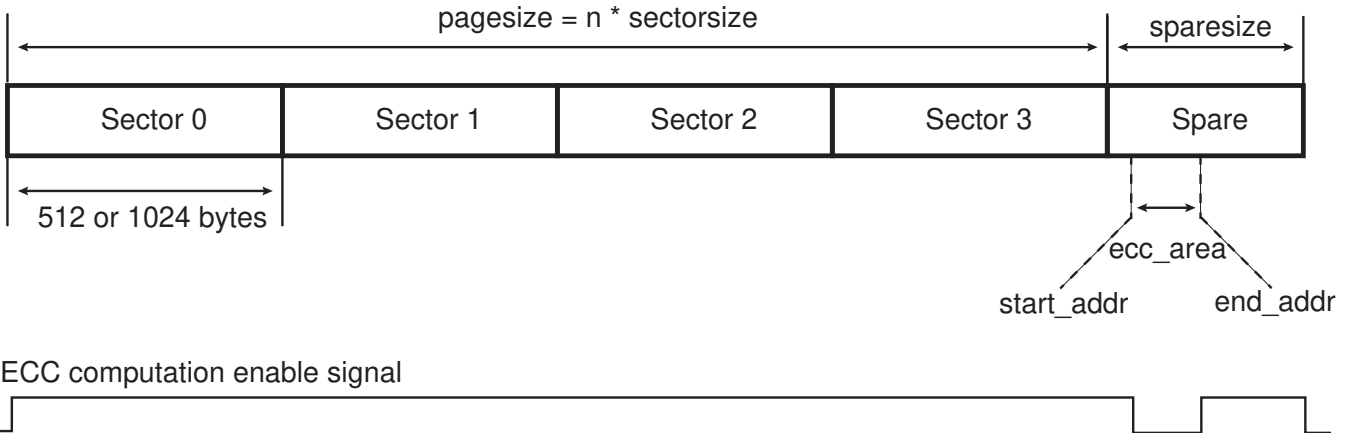 pagesize = n * sectorsize
sparesize
Sector 0
Sector 1
Sector 2
Sector 3
Spare
512 or 1024 bytes
ecc_area
start_addr
end_addr
ECC computation enable signal